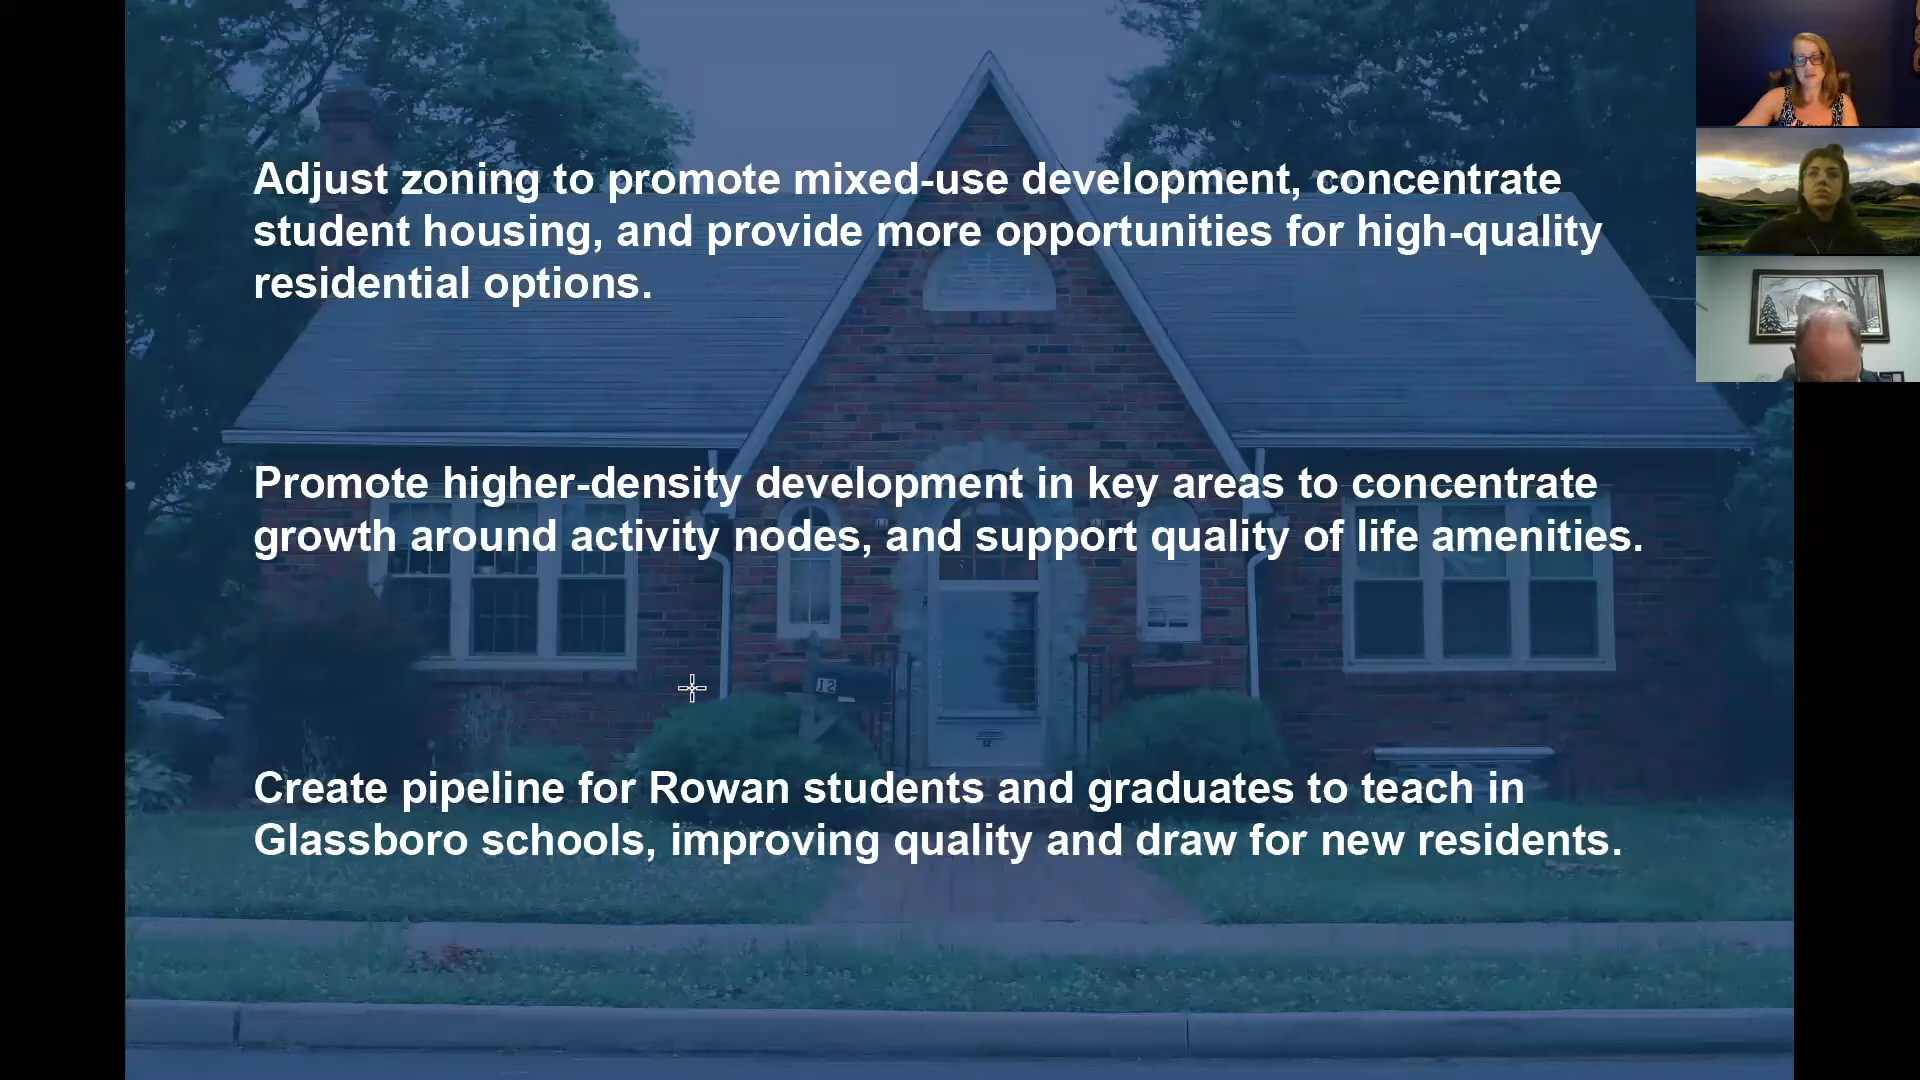 Adjust zoning to promote mixed-use development, concentrate
student housing, and provide more opportunities for high-quality
residential options.
Promote higher-density development in key areas to concentrate
growth around activity nodes, and support quality of life amenities.
12
Create pipeline for Rowan students and graduates to teach in
Glassboro schools, improving quality and draw for new residents.